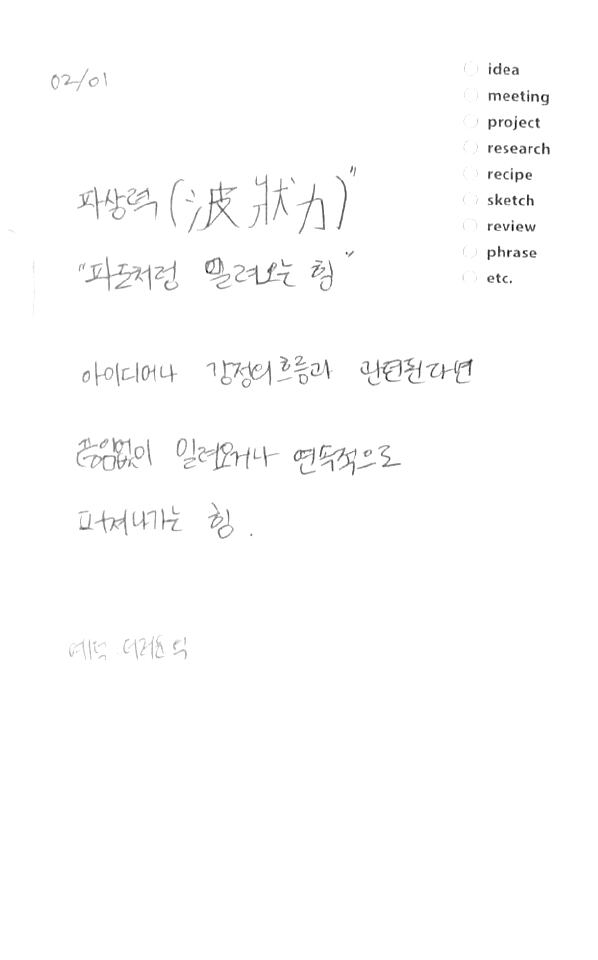 02/01
파상력 (波狀力)"
"파도처럼 밀려오는 힘"
아이디어나 감정의 흐름과 관련된다면
끊임없이 밀려오거나 연속적으로
퍼져나가는 힘.
idea
meeting
project
research
recipe
sketch
review
phrase
etc.